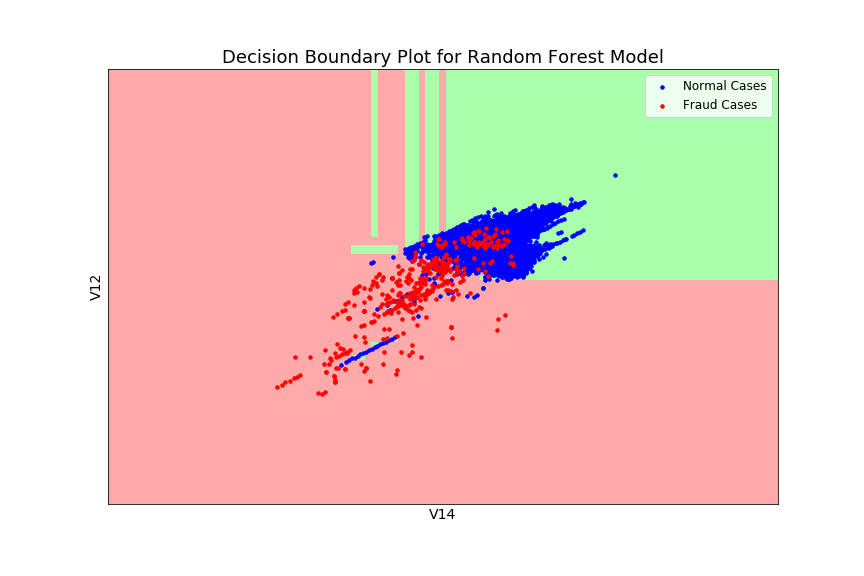 Decision Boundary Plot for Random Forest Model
Normal Cases
Fraud Cases
V12
V14